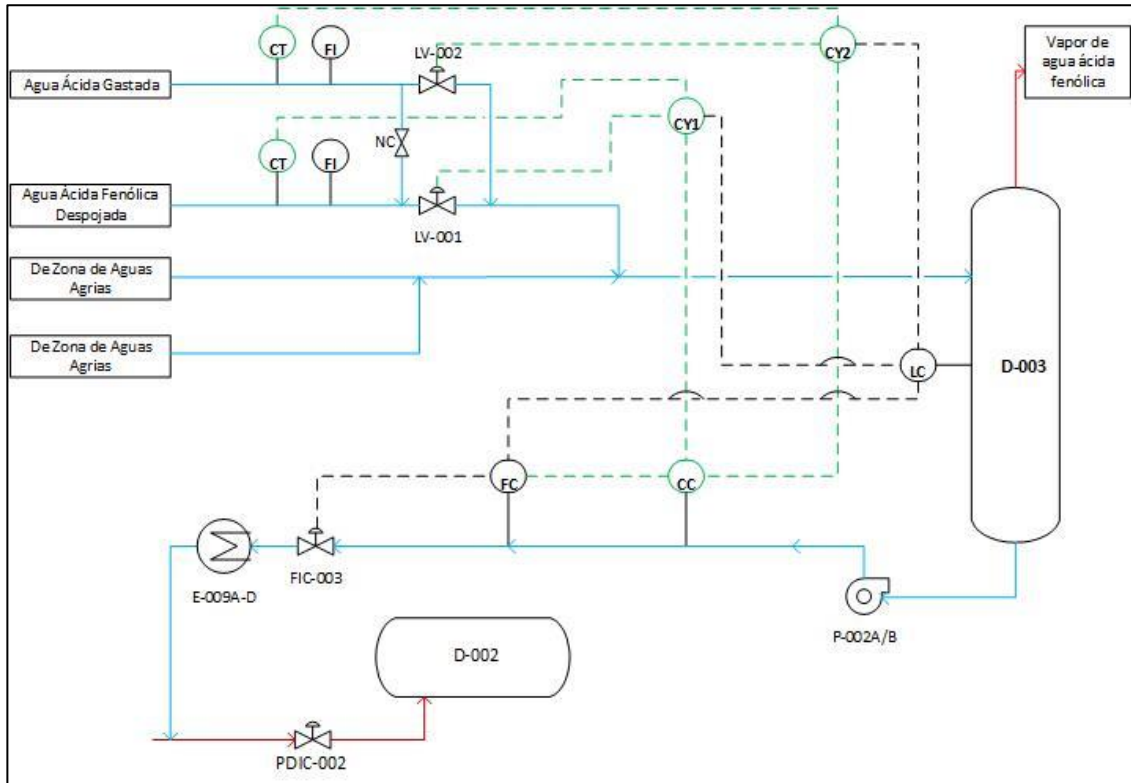 CT
FI
LV-002
CY2
Vapor de
agua ácida
fenólica
Agua Ácida Gastada
CY1
NC
CT
FI
Agua Ácida Fenólica
Despojada
LV-001
De Zona de Aguas
Agrias
De Zona de Aguas
Agrias
LC
D-003
FC
CC
E-009A-D
FIC-003
P-002A/B
D-002
PDIC-002